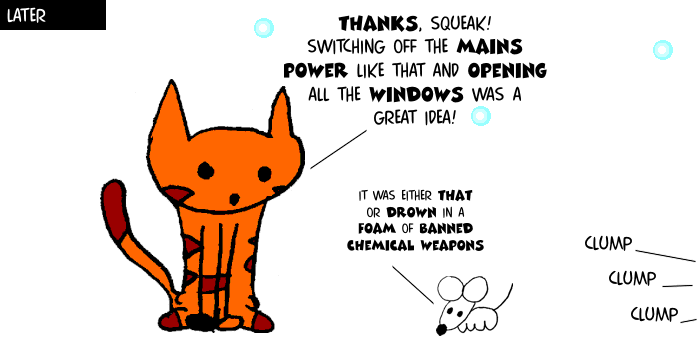 LATER
THANKS, SQUEAK!
SWITCHING OFF THE MAINS
POWER LIKE THAT AND OPENING
ALL THE WINDOWS WAS A
GREAT IDEA!
IT WAS EITHER THAT
OR DROWN IN A
FOAM OF BANNED
CHEMICAL WEAPONS
CLUMP
CLUMP
CLUMP